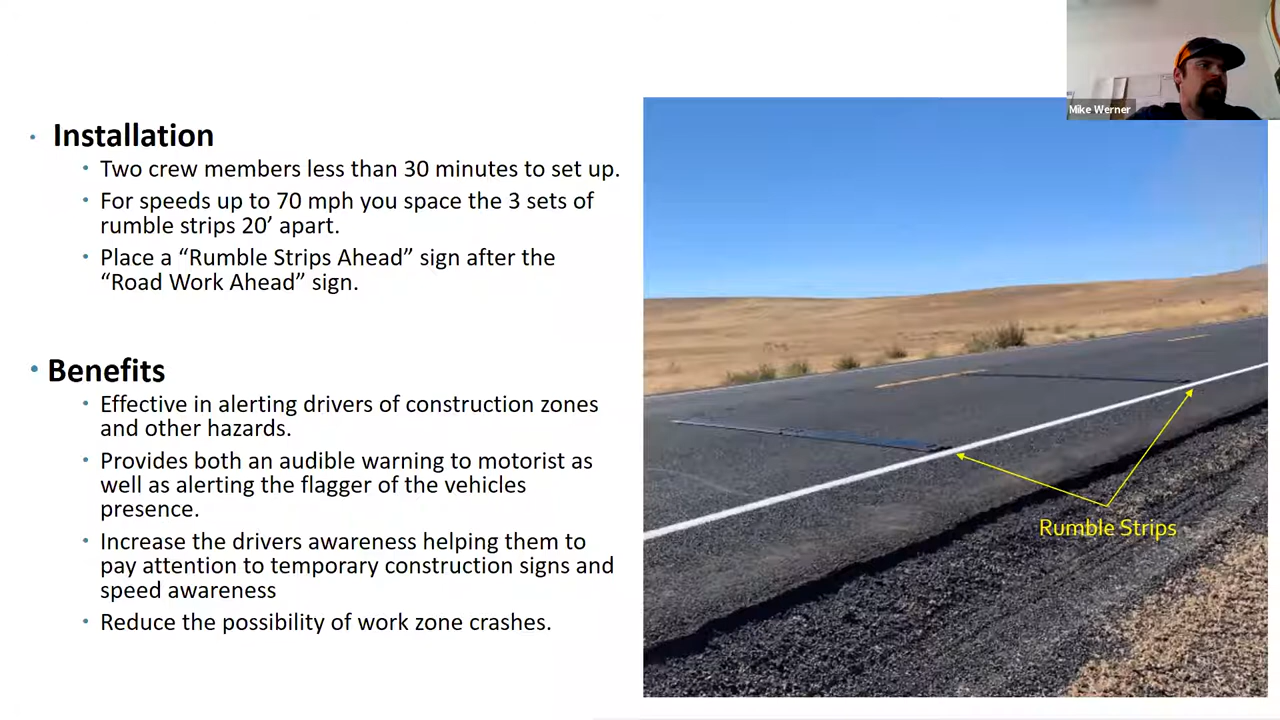 Mike Werner
Installation
Two crew members less than 30 minutes to set up.
For speeds up to 70 mph you space the 3 sets of
rumble strips 20’ apart.
Place a “Rumble Strips Ahead” sign after the
“Road Work Ahead” sign.
Benefits
Effective in alerting drivers of construction zones
and other hazards.
Provides both an audible warning to motorist as
well as alerting the flagger of the vehicles
presence.
Increase the drivers awareness helping them to
pay attention to temporary construction signs and
speed awareness
Reduce the possibility of work zone crashes.
Rumble Strips